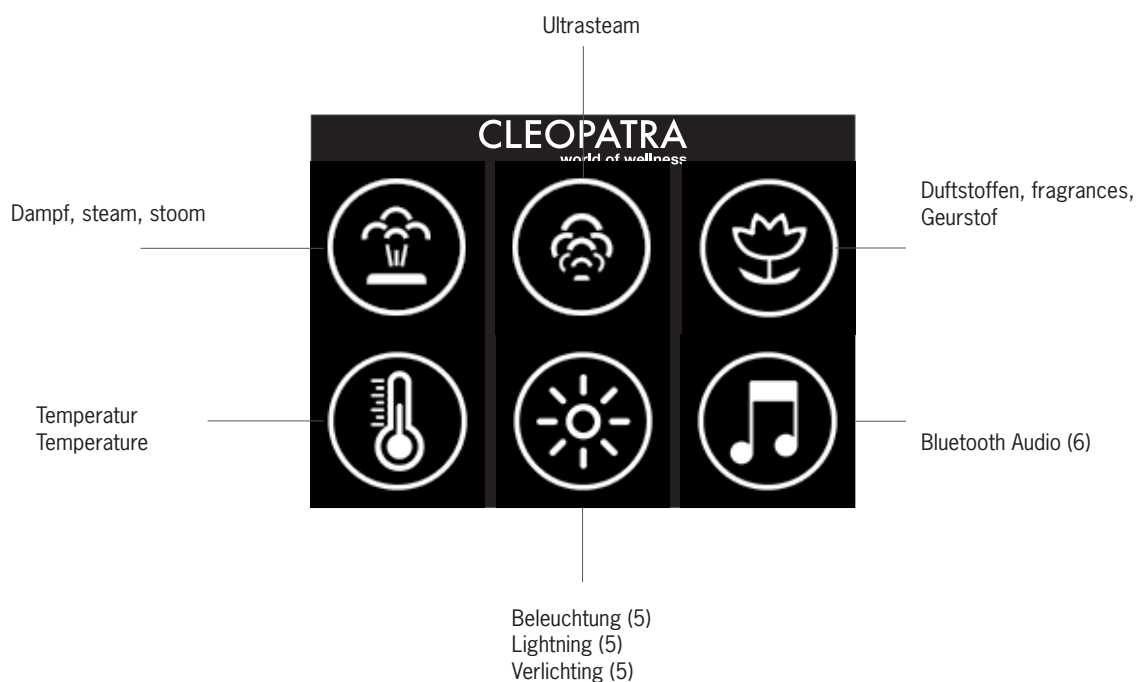 Ultrasteam
CLEOPATRA
world of wellness
Dampf, steam, stoom
Duftstoffen, fragrances,
Geurstof
Temperatur
Temperature
Bluetooth Audio (6)
Beleuchtung (5)
Lightning (5)
Verlichting (5)